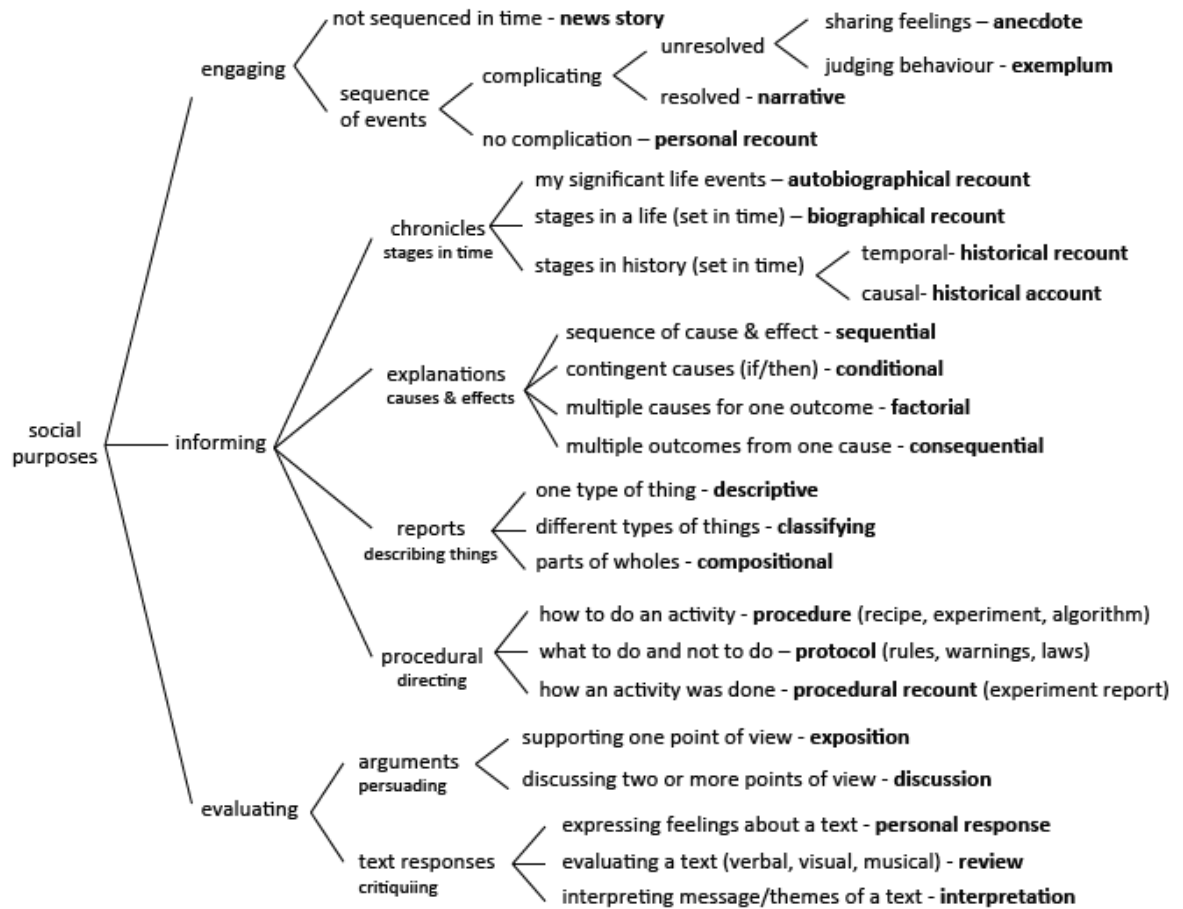 not sequenced in time - news story
sharing feelings – anecdote
unresolved
judging behaviour - exemplum
engaging
complicating
resolved - narrative
sequence
of events
no complication – personal recount
my significant life events – autobiographical recount
chronicles
stages in time
stages in a life (set in time) – biographical recount
stages in history (set in time)
temporal- historical recount
causal- historical account
sequence of cause & effect - sequential
explanations
causes & effects
contingent causes (if/then) - conditional
multiple causes for one outcome - factorial
multiple outcomes from one cause - consequential
social
purposes
informing
one type of thing - descriptive
reports
describing things
different types of things - classifying
parts of wholes - compositional
how to do an activity - procedure (recipe, experiment, algorithm)
procedural
directing
what to do and not to do – protocol (rules, warnings, laws)
how an activity was done - procedural recount (experiment report)
supporting one point of view - exposition
arguments
persuading
discussing two or more points of view - discussion
evaluating
expressing feelings about a text - personal response
text responses
critiquiing
evaluating a text (verbal, visual, musical) - review
interpreting message/themes of a text - interpretation